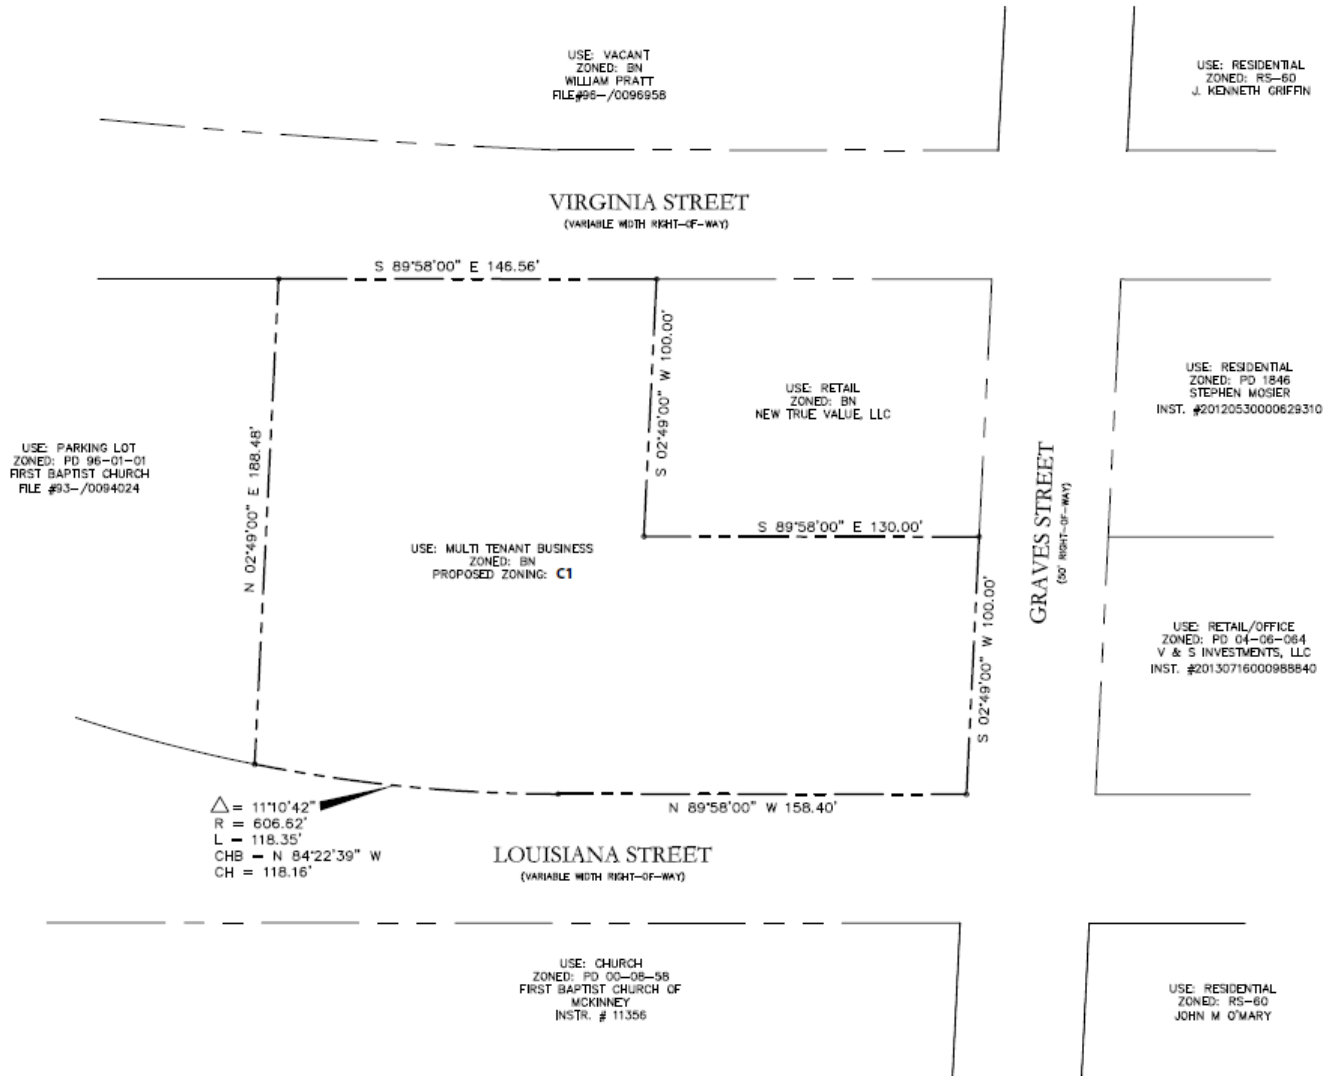 USE: VACANT
ZONED: BN
WILLIAM PRATT
FILE#96-/0096958
USE: RESIDENTIAL
ZONED: RS-60
J. KENNETH GRIFFIN
VIRGINIA STREET
(VARIABLE WIDTH RIGHT-OF-WAY)
S 89°58'00" E 146.56'
S 02°49'00" W 100.00'
USE: RETAIL
ZONED: BN
NEW TRUE VALUE, LLC
USE: RESIDENTIAL
ZONED: PD 1846
STEPHEN MOSIER
INST. #20120530000629310
USE: PARKING LOT
ZONED: PD 96-01-01
FIRST BAPTIST CHURCH
FILE #93-/0094024
N 02°49'00" E 188.48'
S 89°58'00" E 130.00'
GRAVES STREET
(50' RIGHT-OF-WAY)
USE: MULTI TENANT BUSINESS
ZONED: BN
PROPOSED ZONING: C1
S 02°49'00" W 100.00'
USE: RETAIL/OFFICE
ZONED: PD 04-06-064
V & S INVESTMENTS, LLC
INST. #20130716000988840
△= 11°10'42"
R = 606.62'
L - 118.35'
CHB - N 84°22'39" W
CH = 118.16'
N 89°58'00" W 158.40'
LOUISIANA STREET
(VARIABLE WIDTH RIGHT-OF-WAY)
USE: CHURCH
ZONED: PD 00-08-58
FIRST BAPTIST CHURCH OF
MCKINNEY
INSTR. # 11356
USE: RESIDENTIAL
ZONED: RS-60
JOHN M O'MARY